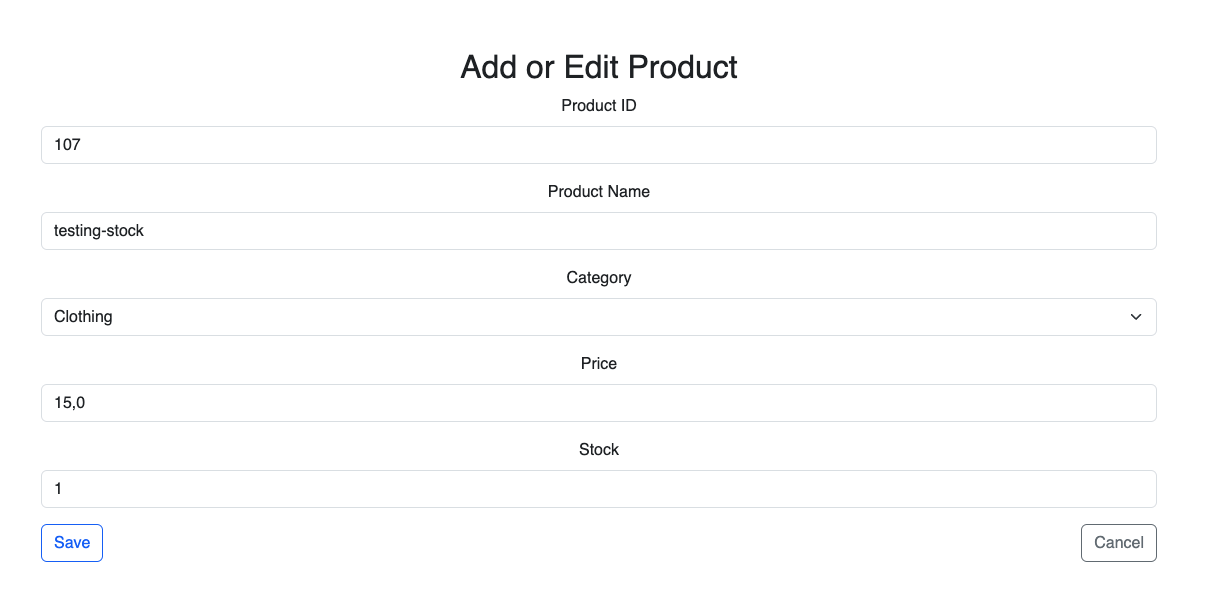 Add or Edit Product
Product ID
107
Product Name
testing-stock
Category
Clothing
Price
15,0
Stock
1
Save Cancel